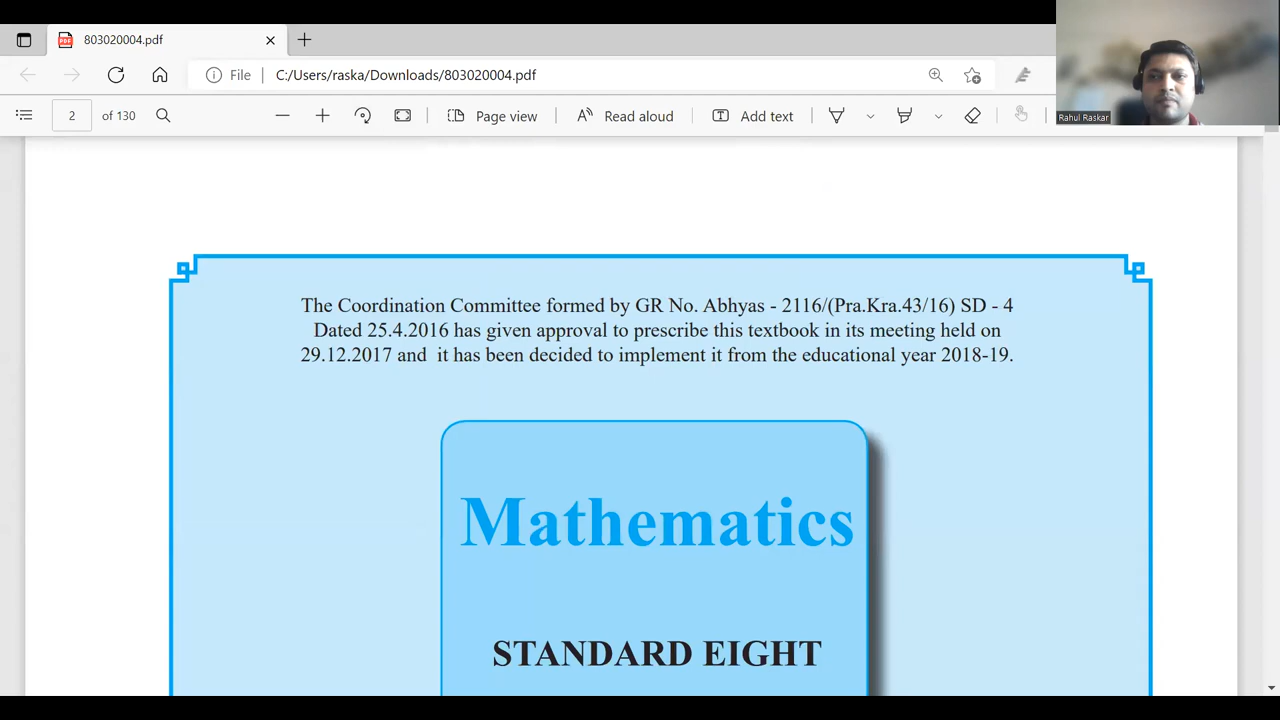 803020004.pdf
File
C:/Users/raska/Downloads/803020004.pdf
2 of 130
Page view
Read aloud
Add text
Rahul Raskar
The Coordination Committee formed by GR No. Abhyas - 2116/(Pra.Kra.43/16) SD - 4
Dated 25.4.2016 has given approval to prescribe this textbook in its meeting held on
29.12.2017 and it has been decided to implement it from the educational year 2018-19.
Mathematics
STANDARD EIGHT